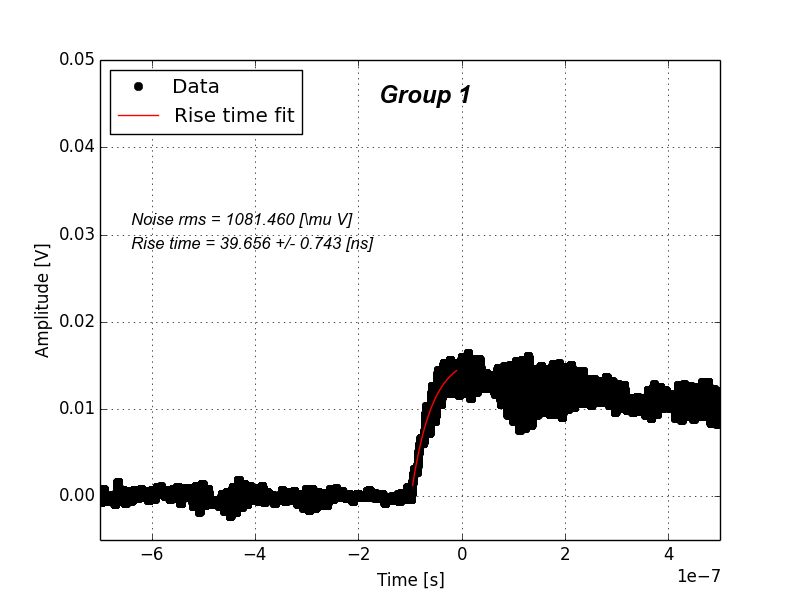 Group 1
Data
Rise time fit
Noise rms = 1081.460 [\mu V]
Rise time = 39.656 +/- 0.743 [ns]
Amplitude [V]
0.05
0.04
0.03
0.02
0.01
0.00
−6 −4 −2 0 2 4
1e−7
Time [s]